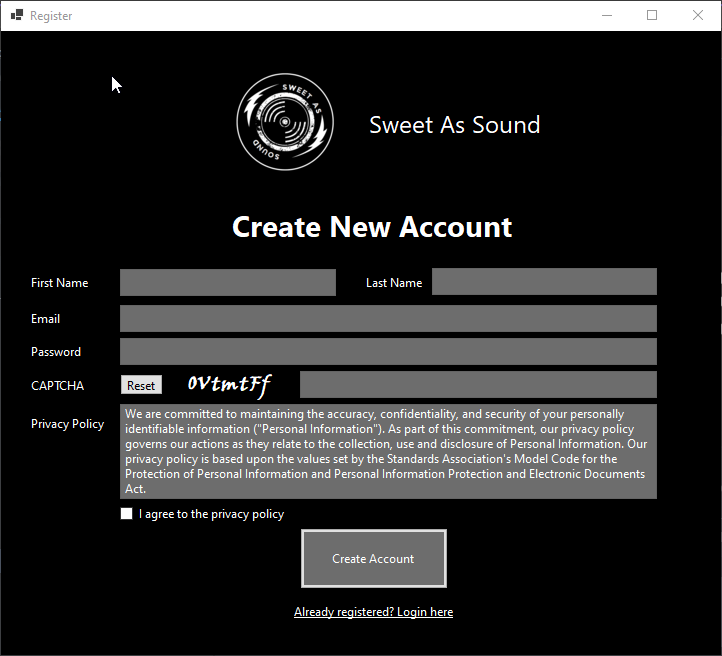 Register
SWEET AS
SOUND
Sweet As Sound
Create New Account
First Name
Last Name
Email
Password
CAPTCHA
Reset
0VtmtFf
Privacy Policy
We are committed to maintaining the accuracy, confidentiality, and security of your personally
identifiable information ("Personal Information"). As part of this commitment, our privacy policy
governs our actions as they relate to the collection, use and disclosure of Personal Information. Our
privacy policy is based upon the values set by the Standards Association's Model Code for the
Protection of Personal Information and Personal Information Protection and Electronic Documents
Act.
I agree to the privacy policy
Create Account
Already registered? Login here